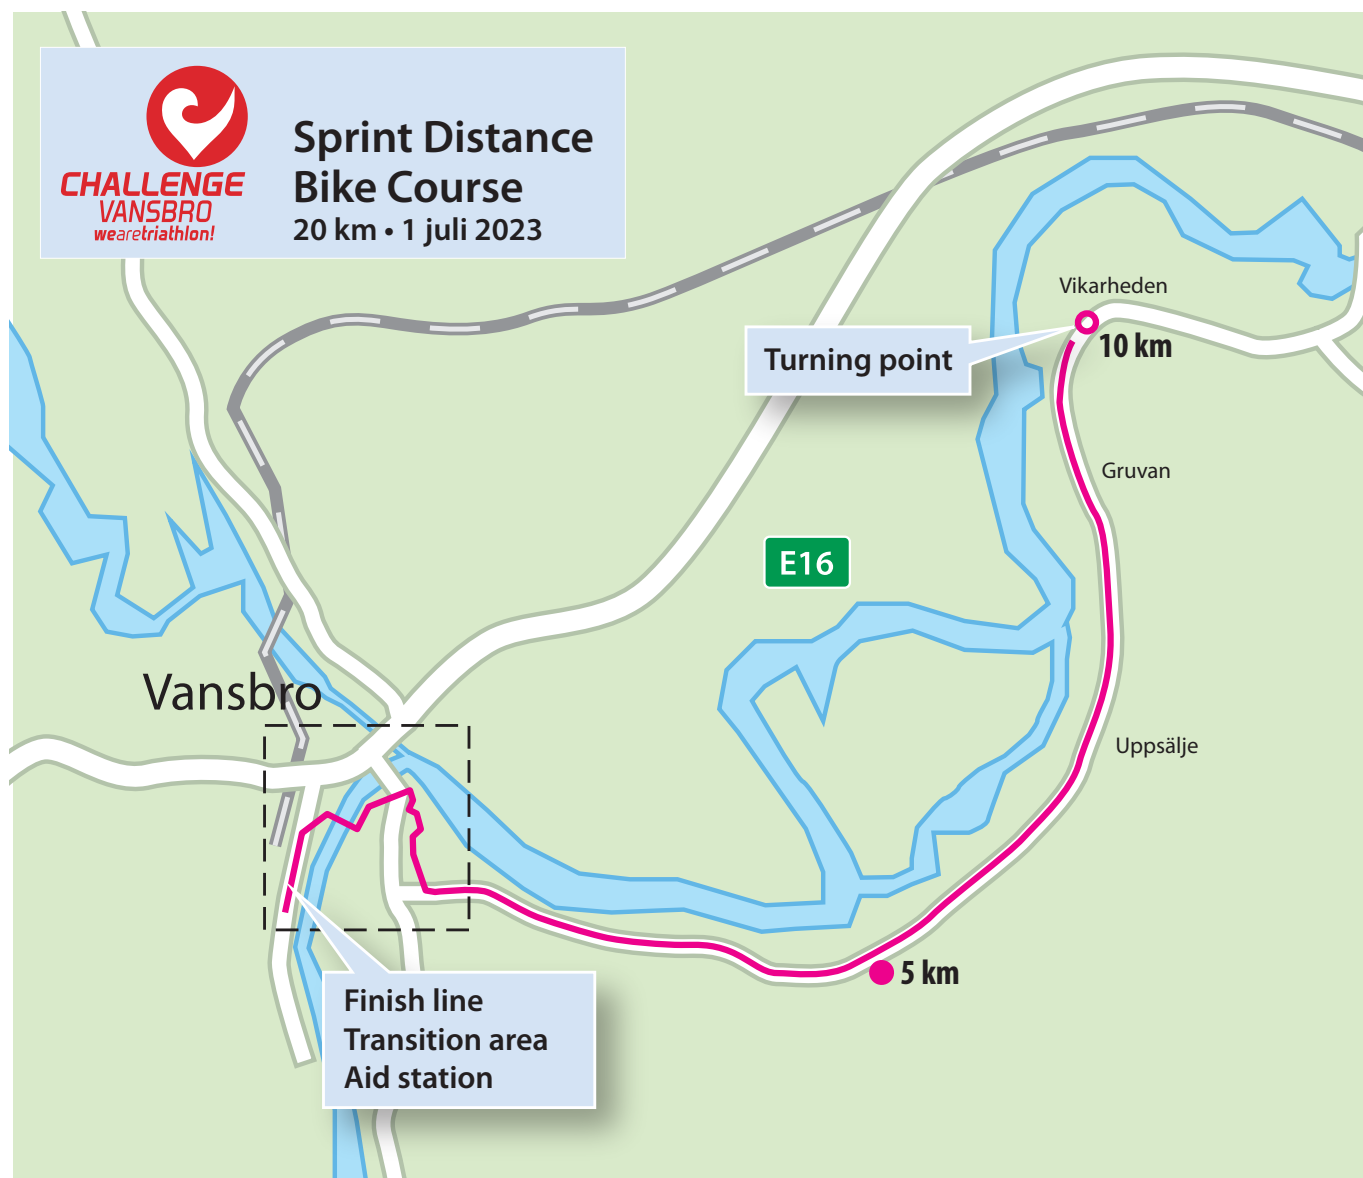 CHALLENGE
VANSBRO
wearetriathlon!
Sprint Distance
Bike Course
20 km • 1 juli 2023
Vikarheden
Turning point
10 km
Gruvan
E16
Vansbro
Uppsälje
5 km
Finish line
Transition area
Aid station